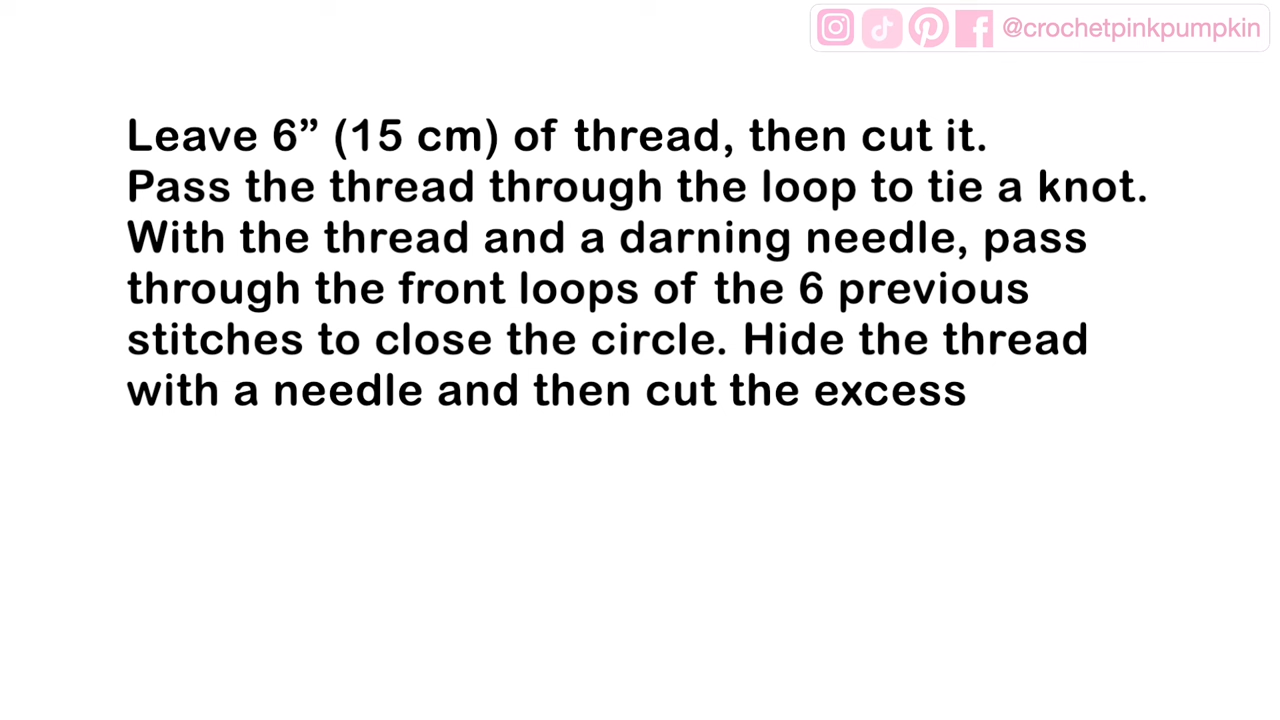 @crochetpinkpumpkin
Leave 6” (15 cm) of thread, then cut it.
Pass the thread through the loop to tie a knot.
With the thread and a darning needle, pass
through the front loops of the 6 previous
stitches to close the circle. Hide the thread
with a needle and then cut the excess